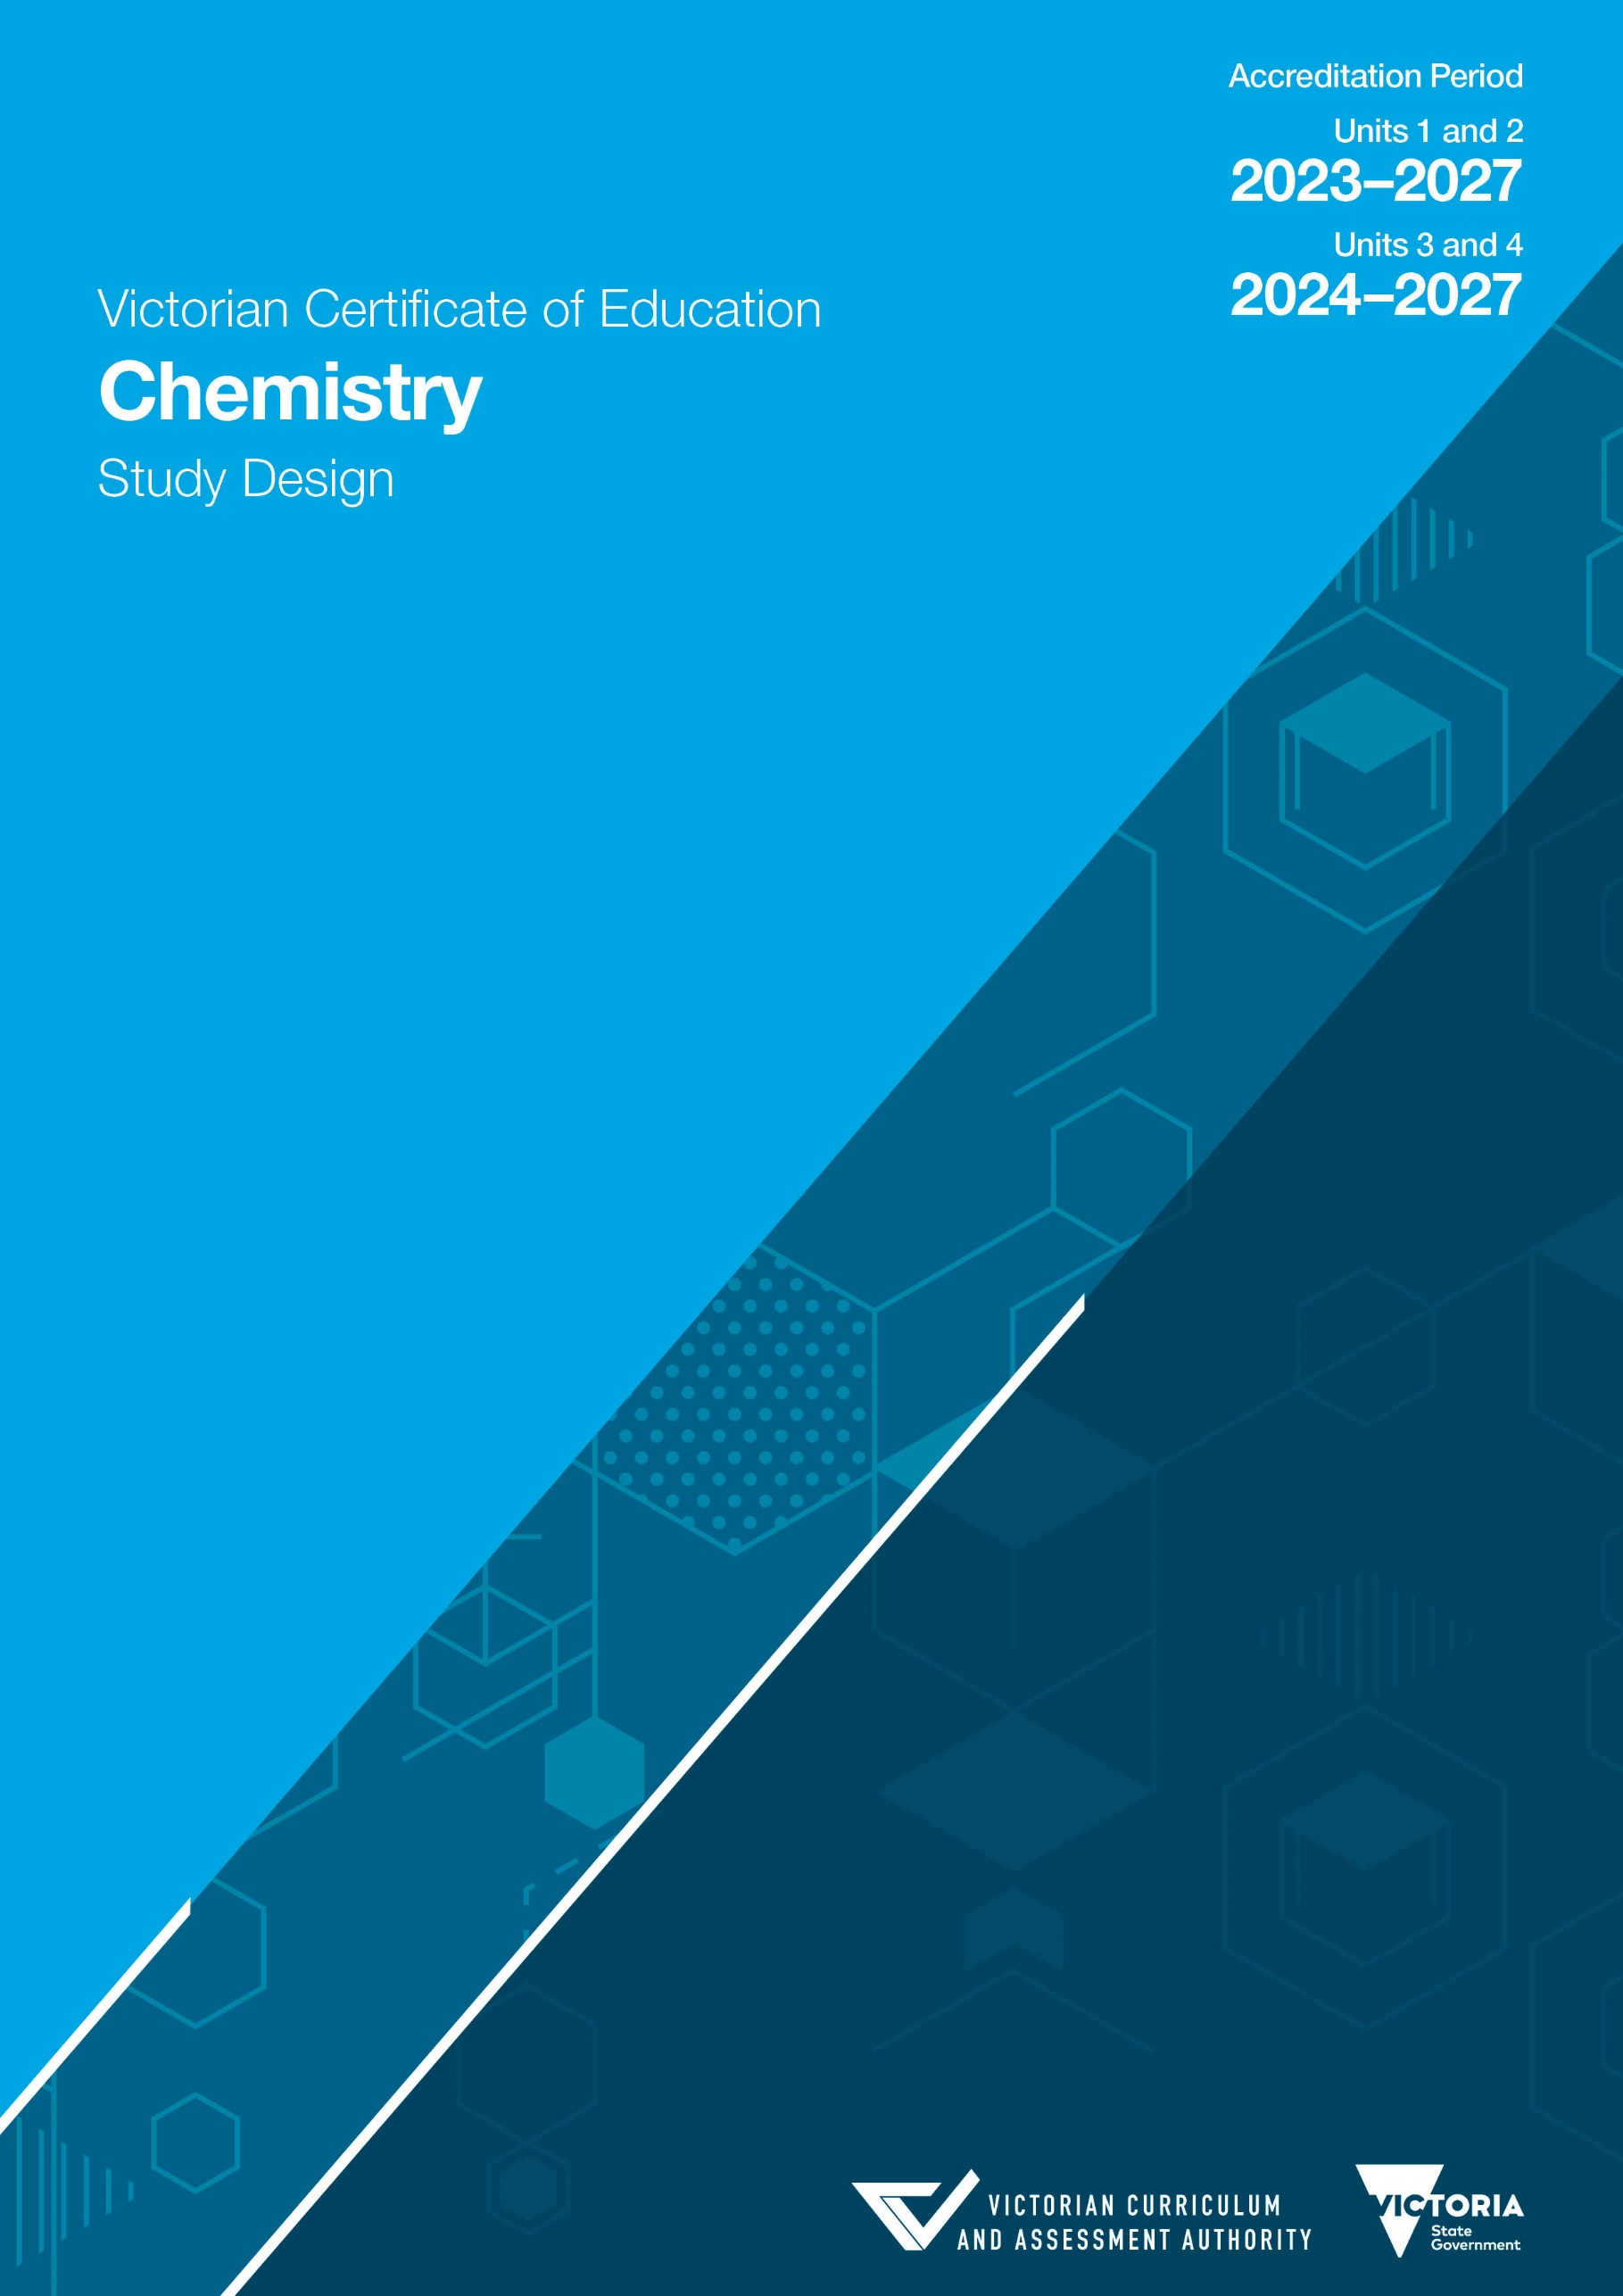 Accreditation Period
Units 1 and 2
2023–2027
Units 3 and 4
2024–2027
Victorian Certificate of Education
Chemistry
Study Design
VICTORIAN CURRICULUM
AND ASSESSMENT AUTHORITY
VICTORIA
State
Government